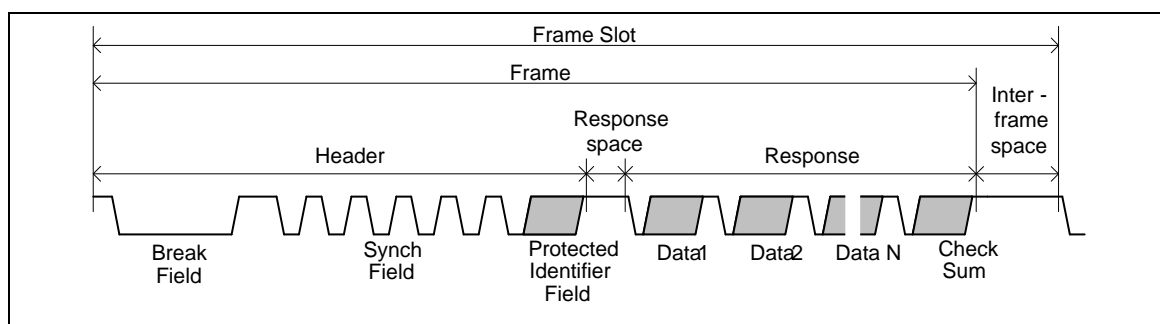 Frame Slot
Frame
Inter -
frame
space
Response
space
Header
Response
Break
Field
Synch
Field
Protected
Identifier
Field
Data1
Data2
Data N
Check
Sum